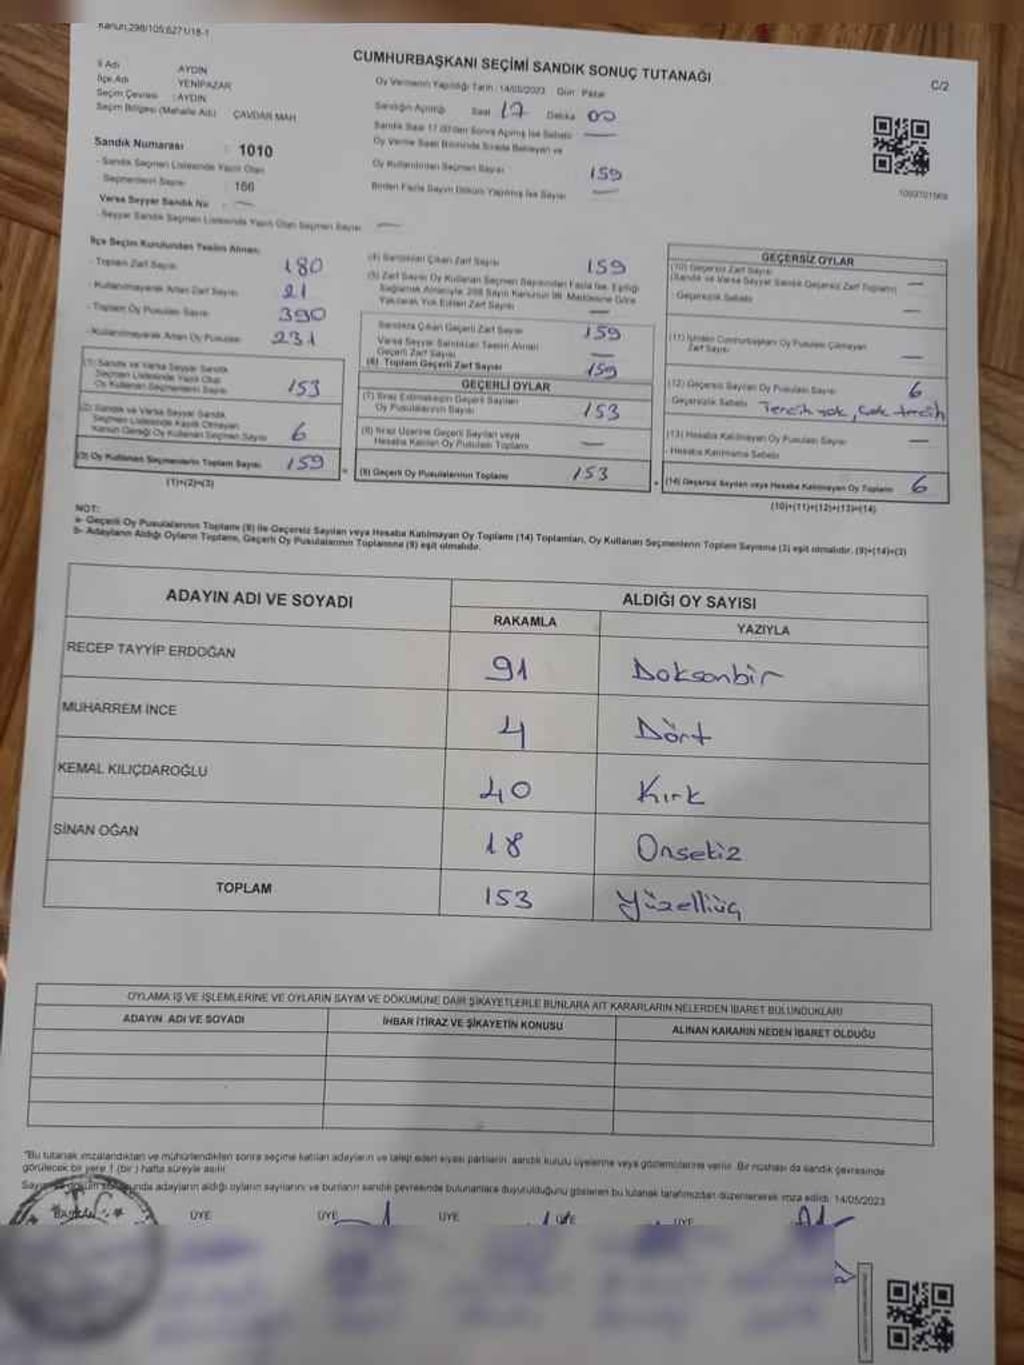 Kanun:298/105;6271/18-1
CUMHURBAŞKANI SEÇİMİ SANDIK SONUÇ TUTANAĞI
C/2
İl Adı AYDIN
İlçe Adı YENİPAZAR
Seçim Çevresi : AYDIN
Seçim Bölgesi (Mahalle Adı) ÇAVDAR MAH
Oy Vermenin Yapıldığı Tarih : 14/05/2023 Gün : Pazar
Sandığın Açılışı Saat 17 Dakika 00
Sandık Saat 17.00'den Sonra Açılmış İse Sebebi —
Oy Verme Saati Bitiminde Sırada Bekleyen ve
Oy Kullandırılan Seçmen Sayısı 159
Birden Fazla Sayım Döküm Yapılmış İse Sayısı —
Sandık Numarası : 1010
- Sandık Seçmen Listesinde Yazılı Olan
Seçmenlerin Sayısı 166
Varsa Seyyar Sandık No : —
- Seyyar Sandık Seçmen Listesinde Yazılı Olan Seçmen Sayısı —
İlçe Seçim Kurulundan Teslim Alınan:
- Toplam Zarf Sayısı 180
- Kullanılmayarak Artan Zarf Sayısı 21
- Toplam Oy Pusulası Sayısı 390
- Kullanılmayarak Artan Oy Pusulası 231
(1) Sandık ve Varsa Seyyar Sandık
Seçmen Listesinde Yazılı Olup
Oy Kullanan Seçmenlerin Sayısı 153
(2) Sandık ve Varsa Seyyar Sandık
Seçmen Listesinde Kayıtlı Olmayan
Kanun Gereği Oy Kullanan Seçmen Sayısı 6
(3) Oy Kullanan Seçmenlerin Toplam Sayısı 159
(1)+(2)=(3)
(4) Sandıktan Çıkan Zarf Sayısı 159
(5) Zarf Sayısı Oy Kullanan Seçmen Sayısından Fazla İse, Eşitliği
Sağlamak Amacıyla, 298 Sayılı Kanunun 98. Maddesine Göre
Yakılarak Yok Edilen Zarf Sayısı —
Sandıkta Çıkan Geçerli Zarf Sayısı 159
Varsa Seyyar Sandıktan Teslim Alınan
Geçerli Zarf Sayısı —
(6) Toplam Geçerli Zarf Sayısı 159
GEÇERLİ OYLAR
(7) İtiraz Edilmeksizin Geçerli Sayılan
Oy Pusulalarının Sayısı 153
(8) İtiraz Üzerine Geçerli Sayılan veya
Hesaba Katılan Oy Pusulası Toplamı —
(9) Geçerli Oy Pusulalarının Toplamı 153
GEÇERSİZ OYLAR
(10) Geçersiz Zarf Sayısı
(Sandık ve Varsa Seyyar Sandık Geçersiz Zarf Toplamı) —
- Geçersizlik Sebebi —
(11) İçinden Cumhurbaşkanı Oy Pusulası Çıkmayan
Zarf Sayısı —
(12) Geçersiz Sayılan Oy Pusulası Sayısı 6
- Geçersizlik Sebebi Tercih yok, Çok tercih
(13) Hesaba Katılmayan Oy Pusulası Sayısı —
- Hesaba Katılmama Sebebi
(14) Geçersiz Sayılan veya Hesaba Katılmayan Oy Toplamı 6
(10)+(11)+(12)+(13)=(14)
NOT:
a- Geçerli Oy Pusulalarının Toplamı (9) ile Geçersiz Sayılan veya Hesaba Katılmayan Oy Toplamı (14) Toplamları, Oy Kullanan Seçmenlerin Toplam Sayısına (3) eşit olmalıdır. (9)+(14)=(3)
b- Adayların Aldığı Oyların Toplamı, Geçerli Oy Pusulalarının Toplamına (9) eşit olmalıdır.
ADAYIN ADI VE SOYADI ALDIĞI OY SAYISI
RAKAMLA YAZIYLA
RECEP TAYYİP ERDOĞAN 91 Doksanbir
MUHARREM İNCE 4 Dört
KEMAL KILIÇDAROĞLU 40 Kırk
SİNAN OĞAN 18 Onsekiz
TOPLAM 153 Yüzelliüç
OYLAMA İŞ VE İŞLEMLERİNE VE OYLARIN SAYIM VE DÖKÜMÜNE DAİR ŞİKAYETLERLE BUNLARA AİT KARARLARIN NELERDEN İBARET BULUNDUKLARI
ADAYIN ADI VE SOYADI İHBAR İTİRAZ VE ŞİKAYETİN KONUSU ALINAN KARARIN NEDEN İBARET OLDUĞU
*Bu tutanak imzalandıktan ve mühürlendikten sonra seçime katılan adayların ve talep eden siyasi partilerin sandık kurulu üyelerine veya gözlemcilerine verilir. Bir nüshası da sandık çevresinde
görülecek bir yere 1 (bir) hafta süreyle asılır.
döküm sonunda adayların aldığı oyların sayılarını ve bunların sandık çevresinde bulunanlara duyurulduğunu gösteren bu tutanak tarafımızdan düzenlenerek imza edildi. 14/05/2023
ÜYE ÜYE ÜYE ÜYE ÜYE